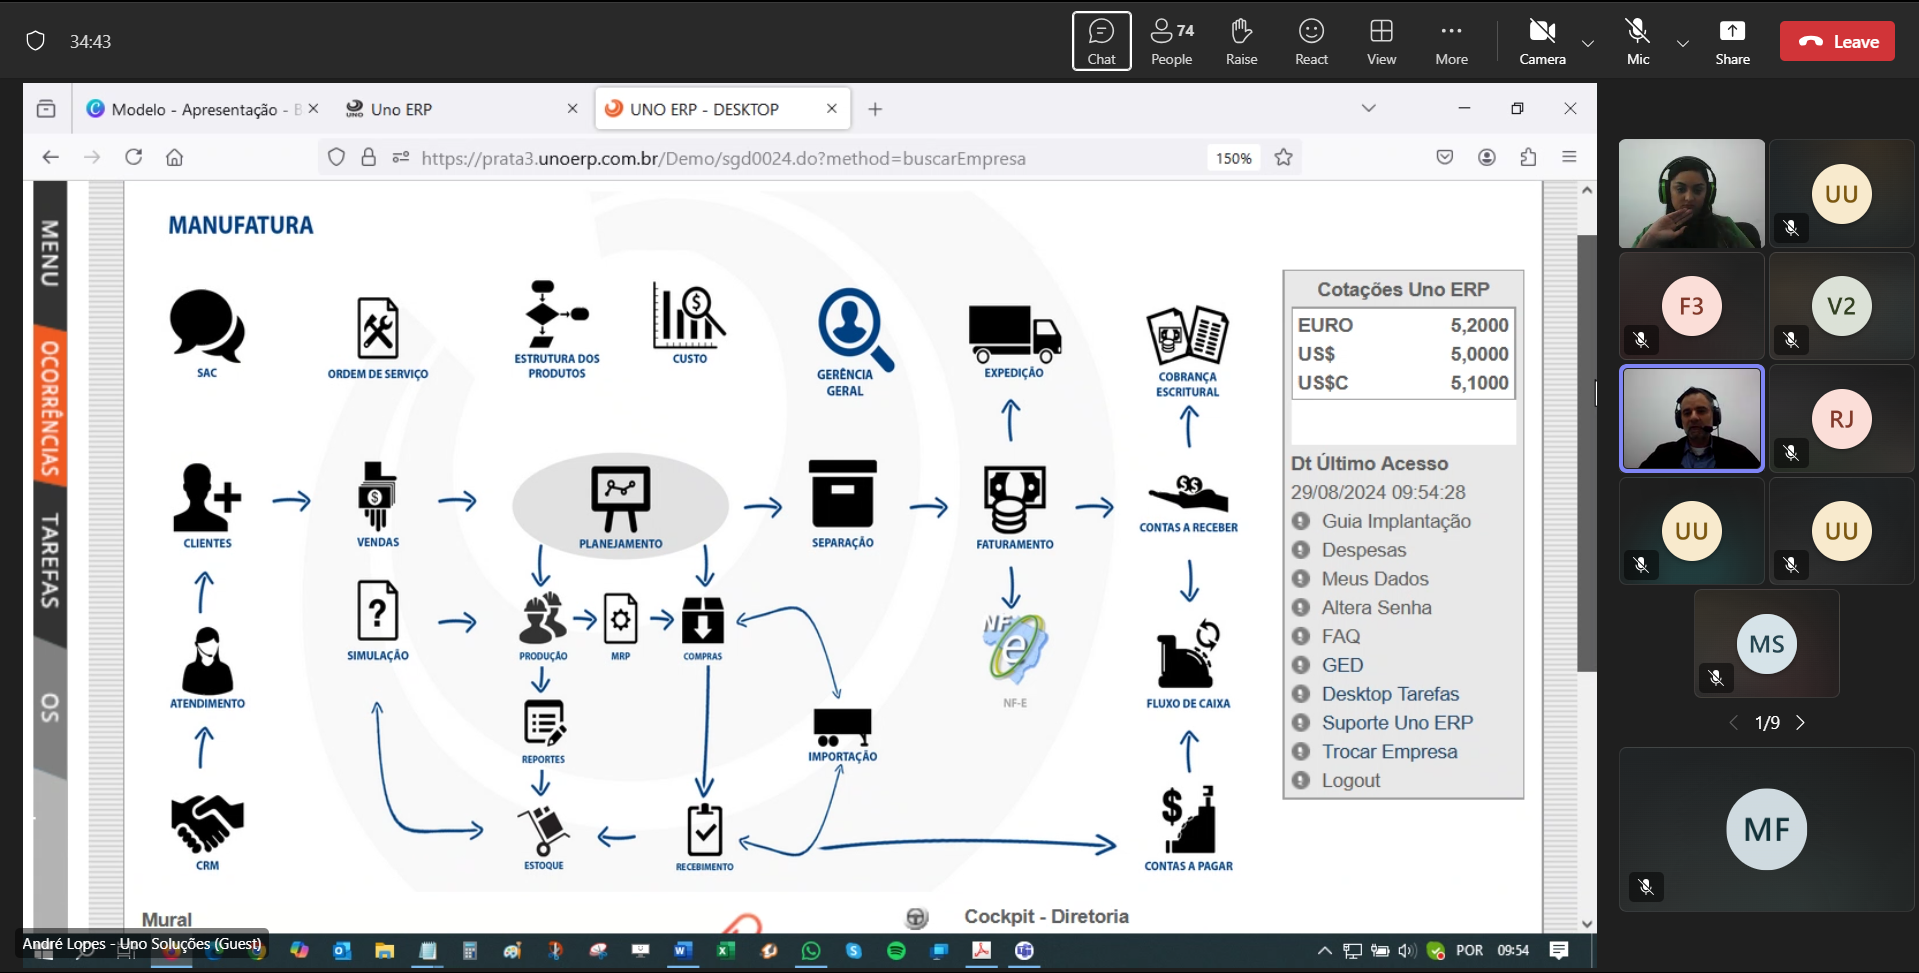 34:43
Chat
74
People
Raise
React
View
More
Camera
Mic
Share
Leave
Modelo - Apresentação - B
UNO
Uno ERP
UNO ERP - DESKTOP
https://prata3.unoerp.com.br/Demo/sgd0024.do?method=buscarEmpresa
150%
MENU
OCORRÊNCIAS
TAREFAS
OS
MANUFATURA
SAC
ORDEM DE SERVIÇO
ESTRUTURA DOS
PRODUTOS
CUSTO
GERÊNCIA
GERAL
EXPEDIÇÃO
COBRANÇA
ESCRITURAL
CLIENTES
VENDAS
PLANEJAMENTO
SEPARAÇÃO
FATURAMENTO
CONTAS A RECEBER
ATENDIMENTO
SIMULAÇÃO
PRODUÇÃO
MRP
COMPRAS
NF
e
NF-E
FLUXO DE CAIXA
REPORTES
IMPORTAÇÃO
CRM
ESTOQUE
RECEBIMENTO
CONTAS A PAGAR
Cotações Uno ERP
EURO 5,2000
US$ 5,0000
US$C 5,1000
Dt Último Acesso
29/08/2024 09:54:28
Guia Implantação
Despesas
Meus Dados
Altera Senha
FAQ
GED
Desktop Tarefas
Suporte Uno ERP
Trocar Empresa
Logout
Mural
Cockpit - Diretoria
André Lopes - Uno Soluções (Guest)
POR
09:54
UU
F3
V2
RJ
UU
UU
MS
1/9
MF